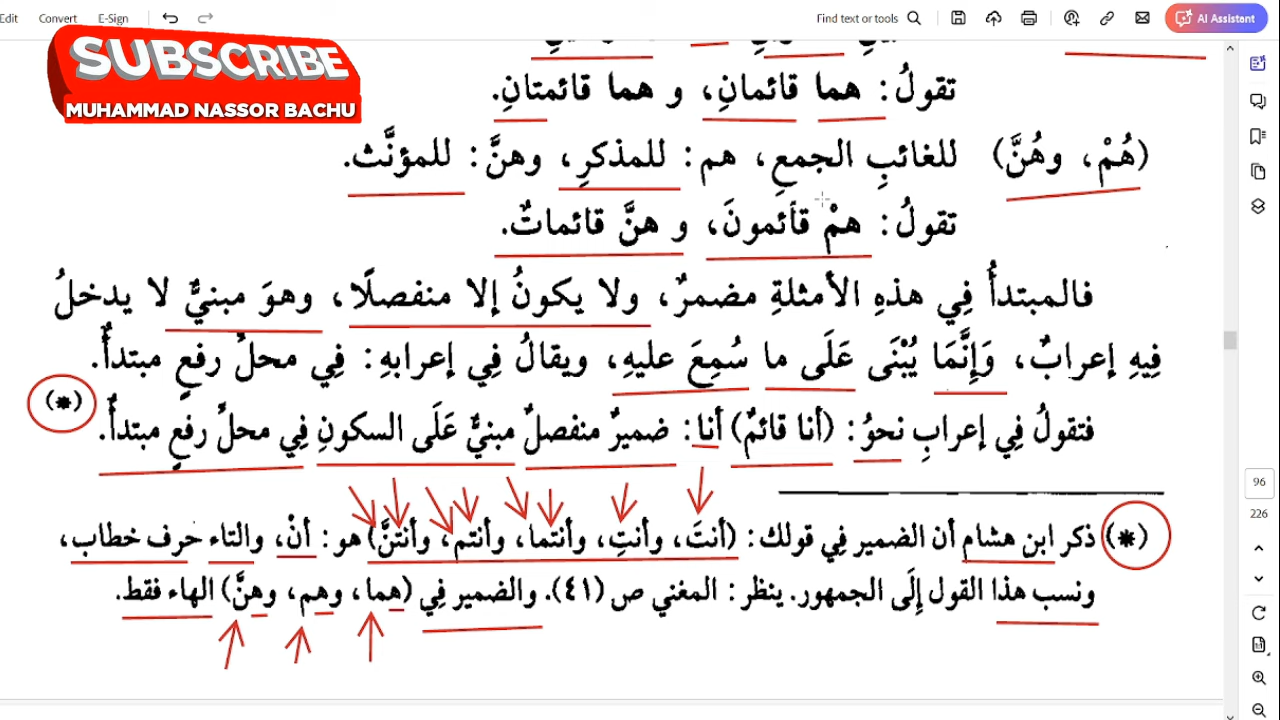 Edit Convert E-Sign Find text or tools AI Assistant
SUBSCRIBE
MUHAMMAD NASSOR BACHU
تقولُ: هما قائمانِ، و هما قائمتانِ.
(هُمْ، وهُنَّ) للغائبِ الجمعِ، هم: للمذكرِ، وهنَّ: للمؤنَّث.
تقولُ: همْ قائمونَ، و هنَّ قائماتٌ.
فالمبتدأُ فِي هذهِ الأمثلةِ مضمرٌ، ولا يكونُ إلا منفصلًا، وهوَ مبنيٌّ لا يدخلُ
فِيهِ إعرابٌ، وَإِنَّمَا يُبْنَى عَلَى ما سُمِعَ عليهِ، ويقالُ فِي إعرابهِ: فِي محلِّ رفعٍ مبتدأٌ.
(*)
فتقولُ فِي إعرابِ نحوُ: (أنا قائمٌ) أنا: ضميرٌ منفصلٌ مبنيٌّ عَلَى السكونِ فِي محلِّ رفعٍ مبتدأٌ.
(*) ذكر ابن هشام أن الضمير فِي قولك: (أنتَ، وأنتِ، وأنتما، وأنتم، وأنتنَّ) هو: أنْ، والتاء حرف خطاب،
ونسب هذا القول إلَى الجمهور. ينظر: المغني ص (٤١). والضمير فِي (هما، وهم، وهنَّ) الهاء فقط.
96
226